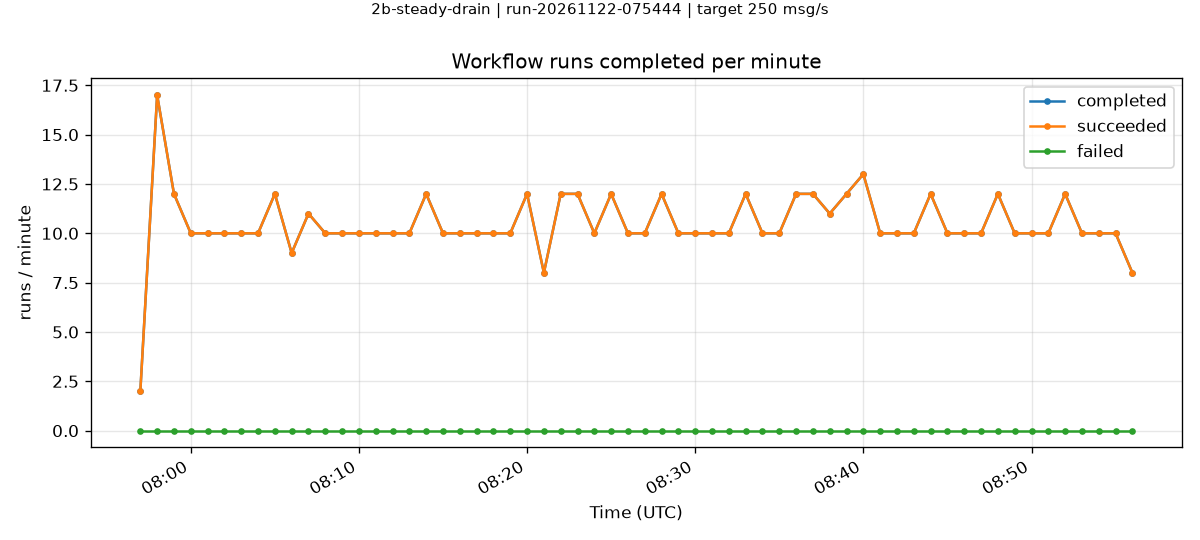 2b-steady-drain | run-20261122-075444 | target 250 msg/s
Workflow runs completed per minute
17.5
15.0
12.5
10.0
7.5
5.0
2.5
0.0
runs / minute
completed
succeeded
failed
08:00
08:10
08:20
08:30
08:40
08:50
Time (UTC)